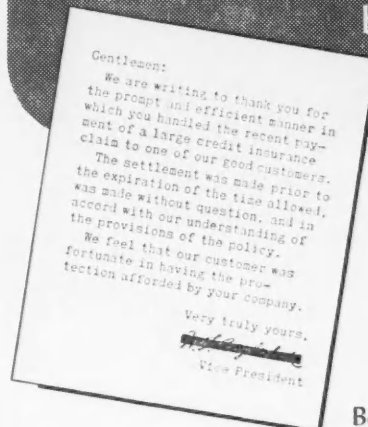 Gentlemen:
We are writing to thank you for
the prompt and efficient manner in
which you handled the recent pay-
ment of a large credit insurance
claim to one of our good customers.
The settlement was made prior to
the expiration of the time allowed,
was made without question, and in
accord with our understanding of
the provisions of the policy.
We feel that our customer was
fortunate in having the pro-
tection afforded by your company.
Very truly yours,
Vice President
B